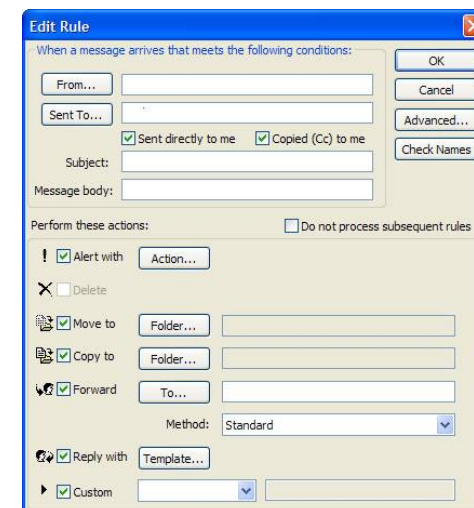 Edit Rule
When a message arrives that meets the following conditions:
OK
From...
Cancel
Sent To...
Advanced...
Sent directly to me Copied (Cc) to me
Check Names
Subject:
Message body:
Perform these actions: Do not process subsequent rules
! Alert with Action...
Delete
Move to Folder...
Copy to Folder...
Forward To...
Method: Standard
Reply with Template...
Custom